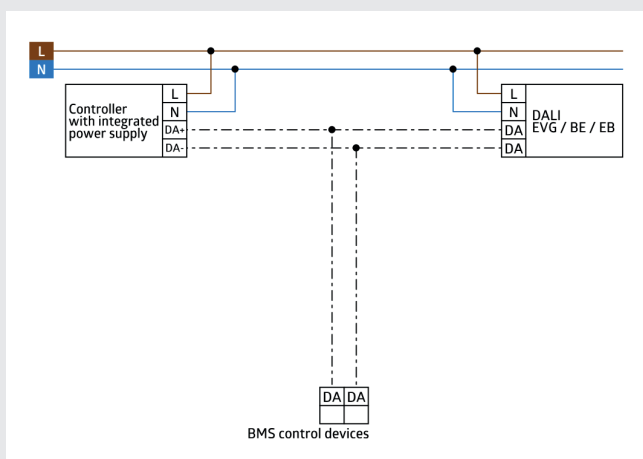 L
N
Controller
with integrated
power supply
L
N
DA+
DA-
L
N
DA
DA
DALI
EVG / BE / EB
DA DA
BMS control devices